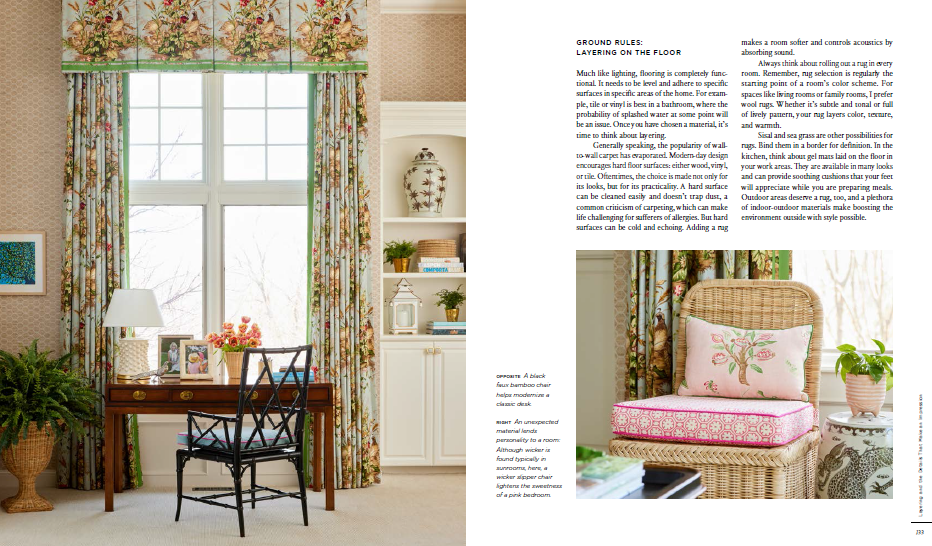 GROUND RULES:
LAYERING ON THE FLOOR
Much like lighting, flooring is completely func-
tional. It needs to be level and adhere to specific
surfaces in specific areas of the home. For exam-
ple, tile or vinyl is best in a bathroom, where the
probability of splashed water at some point will
be an issue. Once you have chosen a material, it's
time to think about layering.
Generally speaking, the popularity of wall-
to-wall carpet has evaporated. Modern-day design
encourages hard floor surfaces: either wood, vinyl,
or tile. Oftentimes, the choice is made not only for
its looks, but for its practicality. A hard surface
can be cleaned easily and doesn't trap dust, a
common criticism of carpeting, which can make
life challenging for sufferers of allergies. But hard
surfaces can be cold and echoing. Adding a rug
makes a room softer and controls acoustics by
absorbing sound.
Always think about rolling out a rug in every
room. Remember, rug selection is regularly the
starting point of a room's color scheme. For
spaces like living rooms or family rooms, I prefer
wool rugs. Whether it's subtle and tonal or full
of lively pattern, your rug layers color, texture,
and warmth.
Sisal and sea grass are other possibilities for
rugs. Bind them in a border for definition. In the
kitchen, think about gel mats laid on the floor in
your work areas. They are available in many looks
and can provide soothing cushions that your feet
will appreciate while you are preparing meals.
Outdoor areas deserve a rug, too, and a plethora
of indoor-outdoor materials make boosting the
environment outside with style possible.
OPPOSITE A black
faux bamboo chair
helps modernize a
classic desk.
RIGHT An unexpected
material lends
personality to a room:
Although wicker is
found typically in
sunrooms, here, a
wicker slipper chair
lightens the sweetness
of a pink bedroom.
Layering and the Details That Make an Impression
133